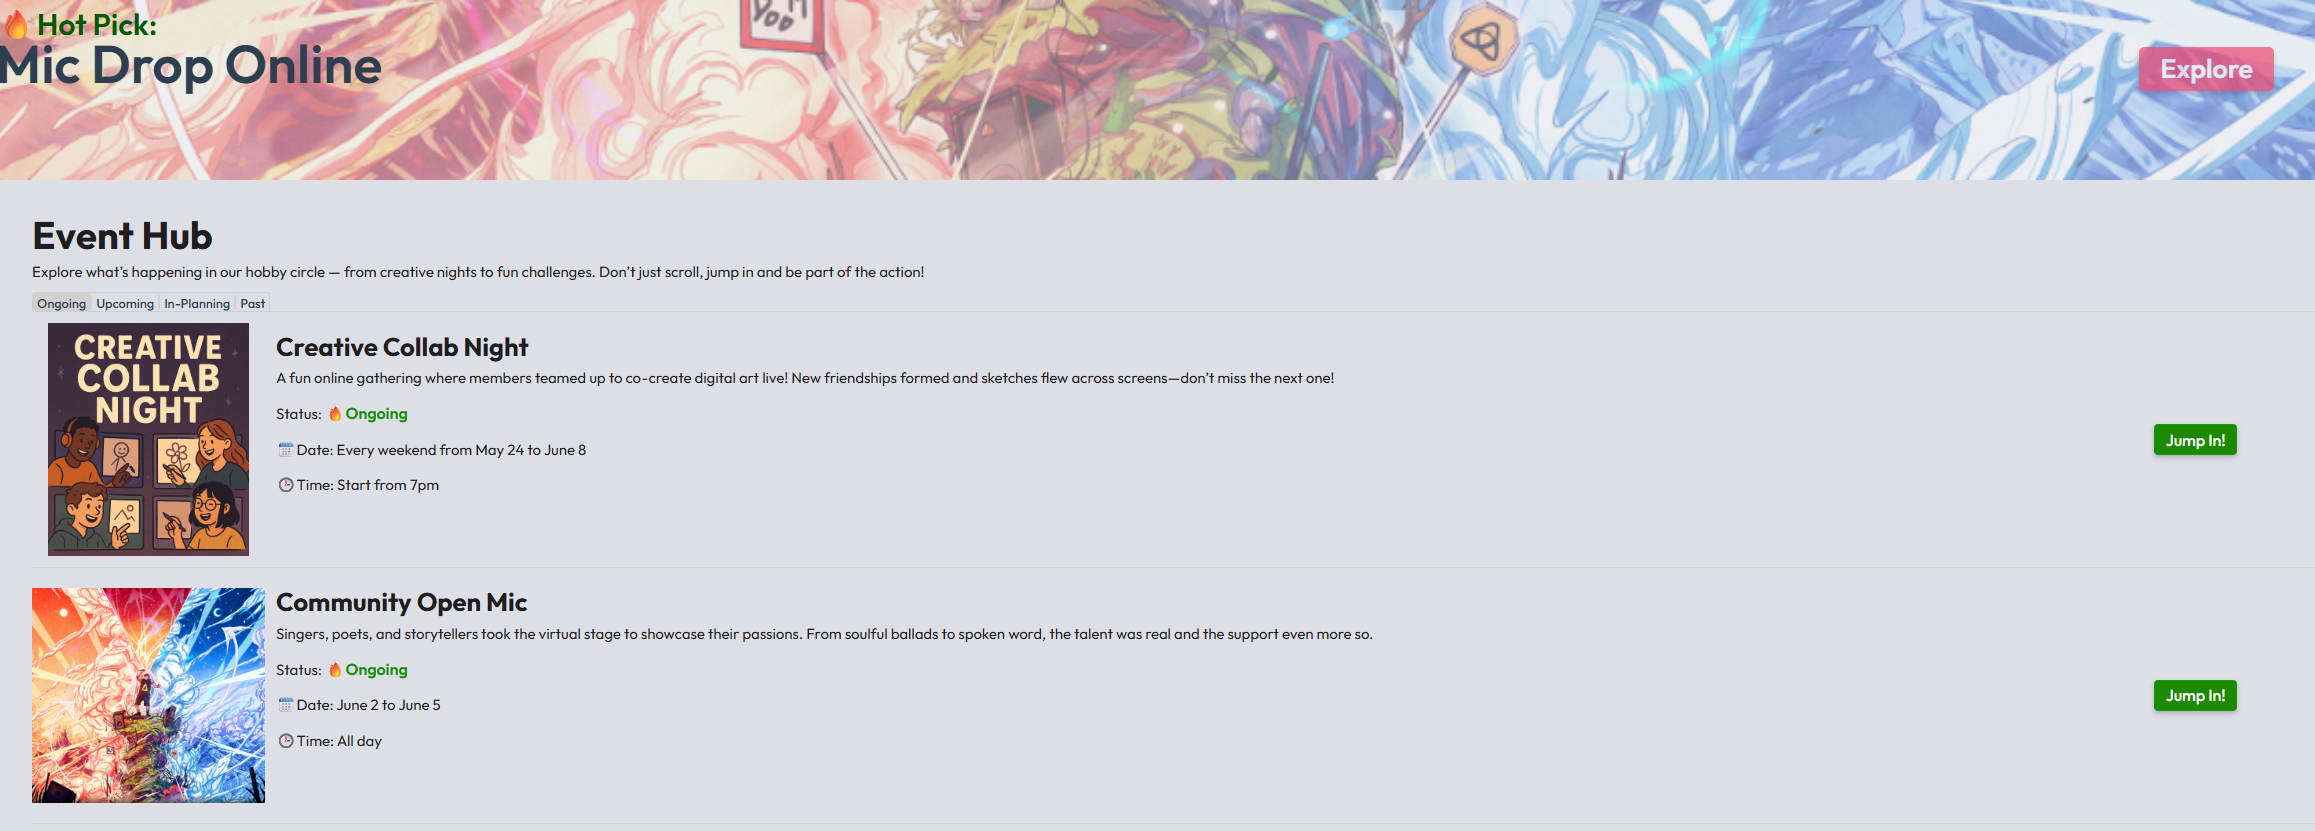 🔥 Hot Pick:
Mic Drop Online
Explore
Event Hub
Explore what's happening in our hobby circle — from creative nights to fun challenges. Don't just scroll, jump in and be part of the action!
Ongoing Upcoming In-Planning Past
CREATIVE
COLLAB
NIGHT
Creative Collab Night
A fun online gathering where members teamed up to co-create digital art live! New friendships formed and sketches flew across screens—don't miss the next one!
Status: 🔥 Ongoing
Date: Every weekend from May 24 to June 8
Time: Start from 7pm
Jump In!
Community Open Mic
Singers, poets, and storytellers took the virtual stage to showcase their passions. From soulful ballads to spoken word, the talent was real and the support even more so.
Status: 🔥 Ongoing
Date: June 2 to June 5
Time: All day
Jump In!